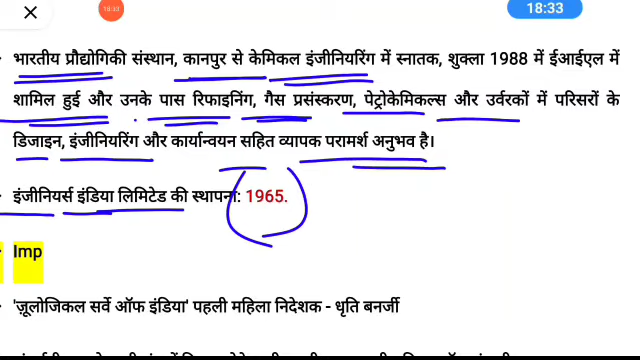 18:33
18:33
भारतीय प्रौद्योगिकी संस्थान, कानपुर से केमिकल इंजीनियरिंग में स्नातक, शुक्ला 1988 में ईआईएल में
शामिल हुई और उनके पास रिफाइनिंग, गैस प्रसंस्करण, पेट्रोकेमिकल्स और उर्वरकों में परिसरों के
डिजाइन, इंजीनियरिंग और कार्यान्वयन सहित व्यापक परामर्श अनुभव है।
इंजीनियर्स इंडिया लिमिटेड की स्थापना: 1965.
Imp
'ज़ूलोजिकल सर्वे ऑफ इंडिया' पहली महिला निदेशक - धृति बनर्जी